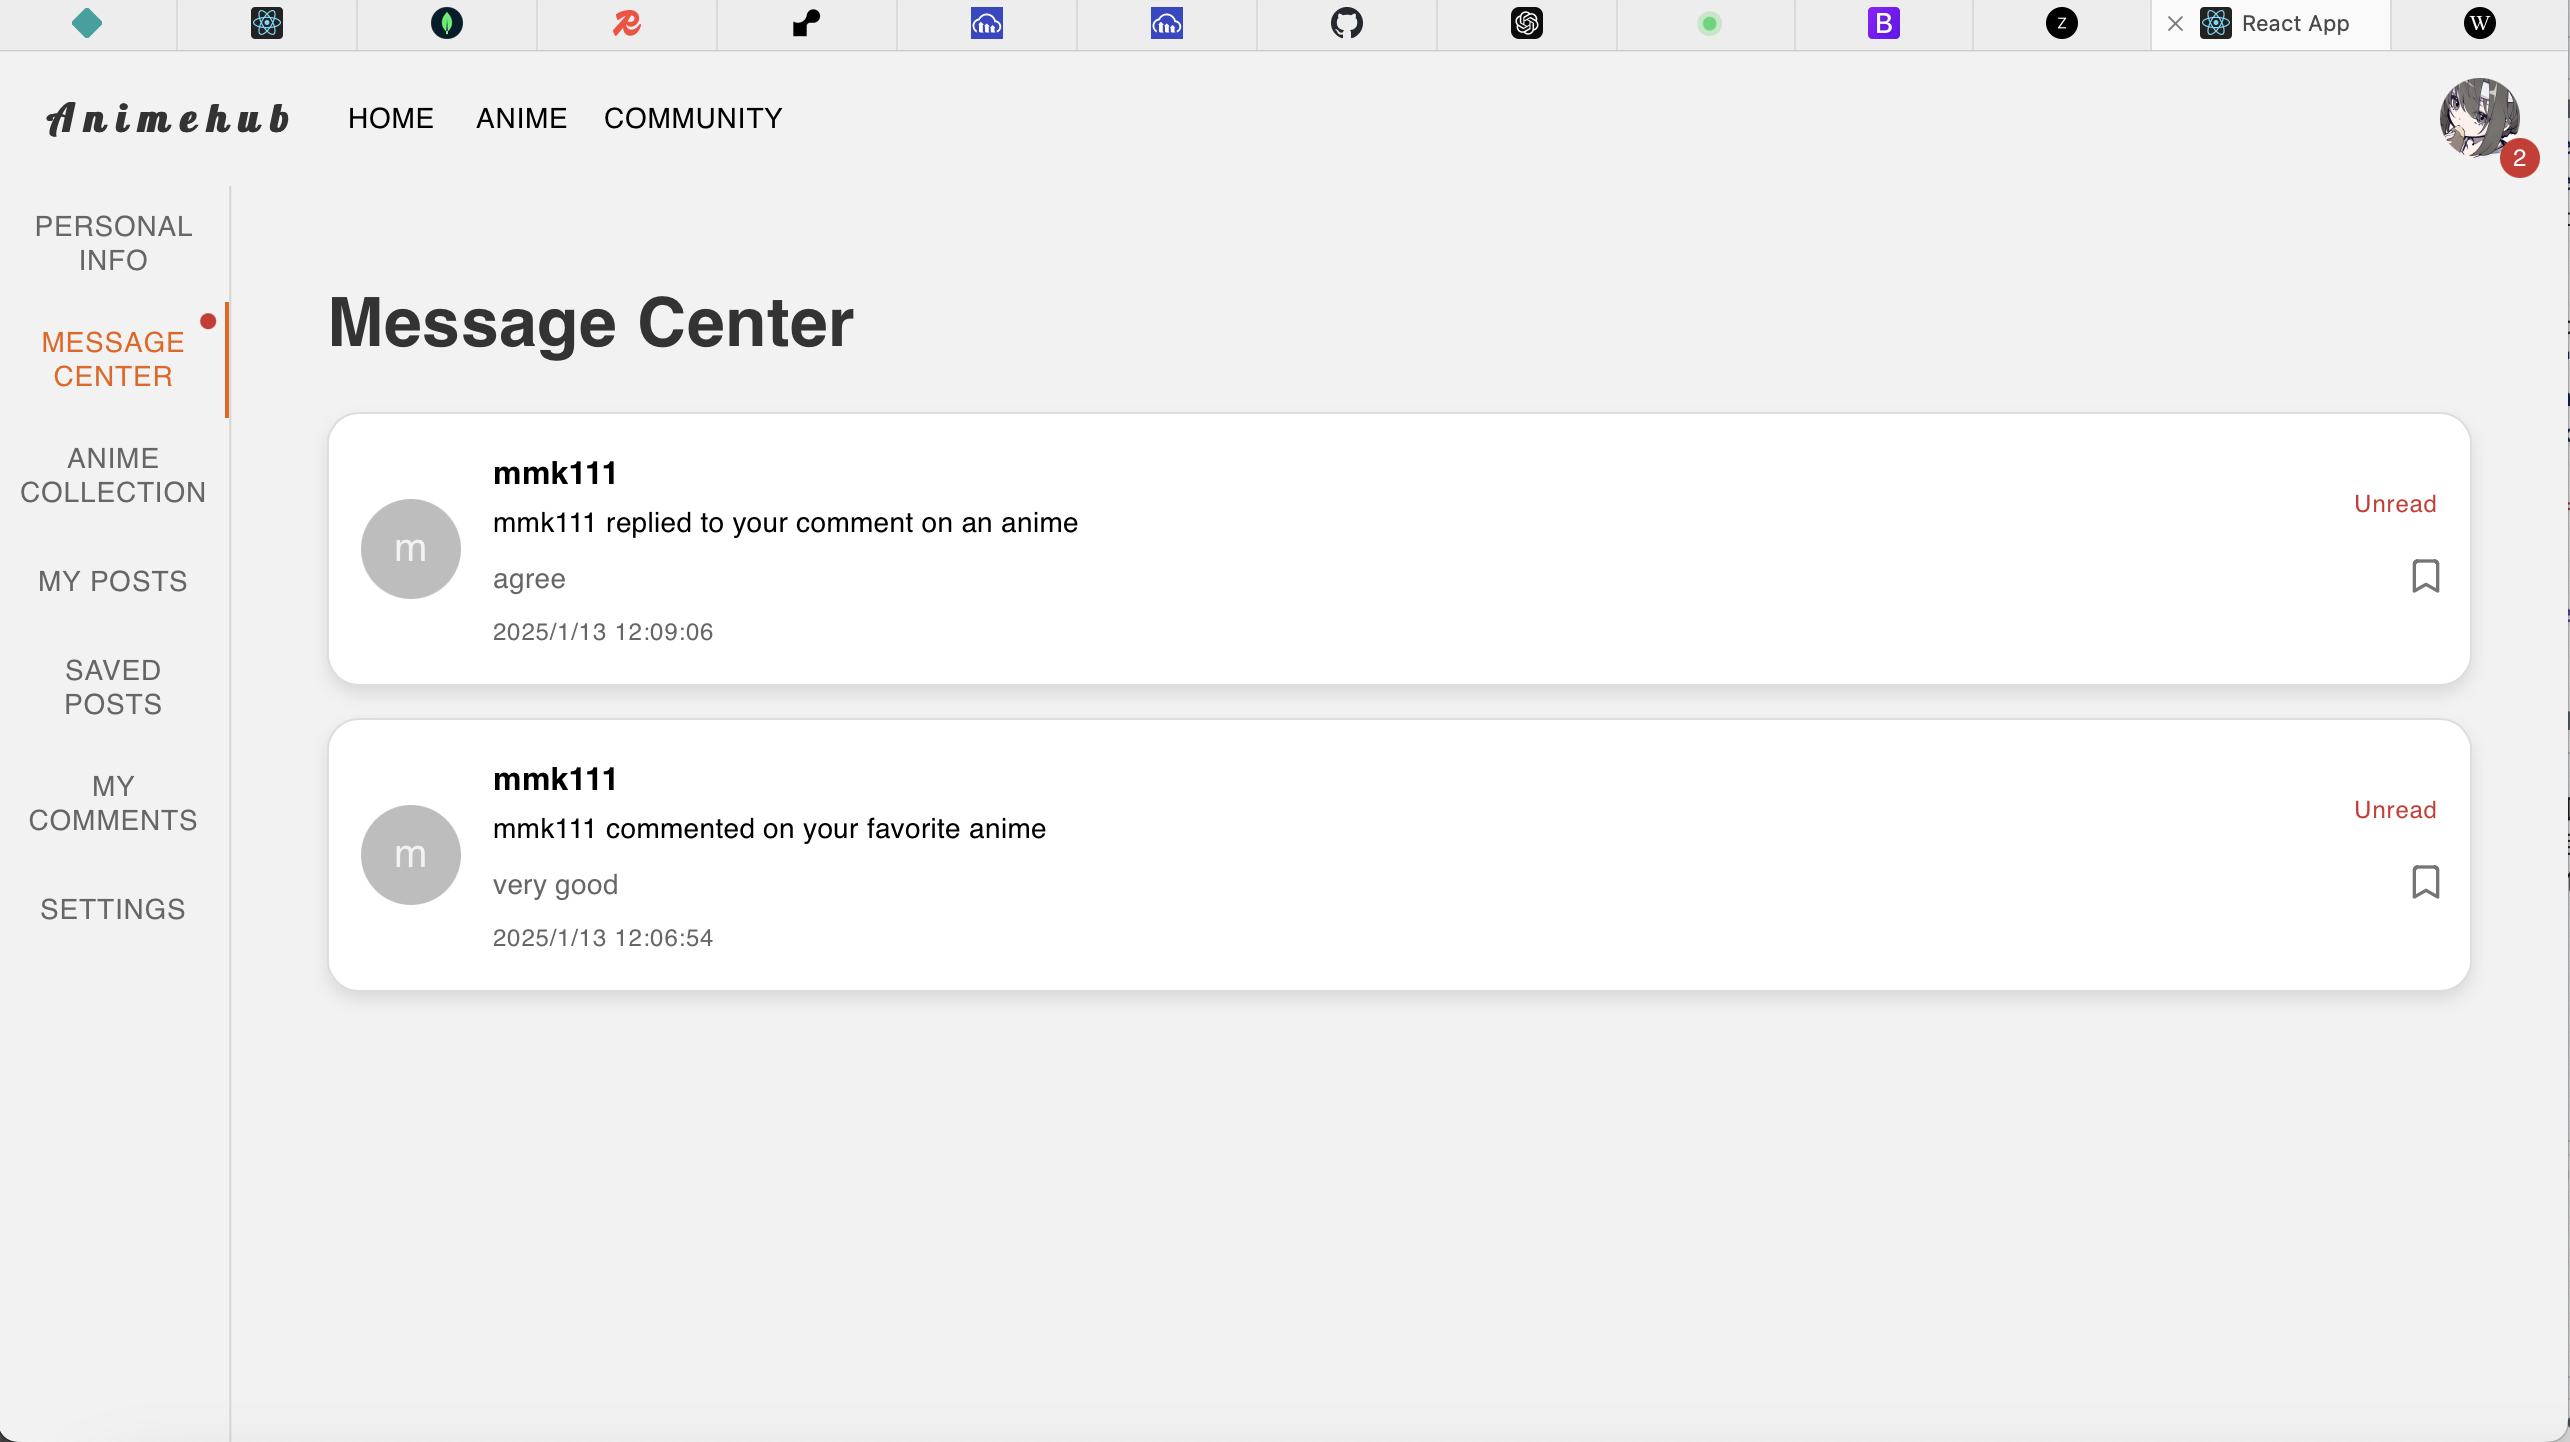 B
Z
React App
W
Animehub
HOME ANIME COMMUNITY
2
PERSONAL
INFO
MESSAGE
CENTER
ANIME
COLLECTION
MY POSTS
SAVED
POSTS
MY
COMMENTS
SETTINGS
Message Center
m
mmk111
mmk111 replied to your comment on an anime
agree
2025/1/13 12:09:06
Unread
m
mmk111
mmk111 commented on your favorite anime
very good
2025/1/13 12:06:54
Unread